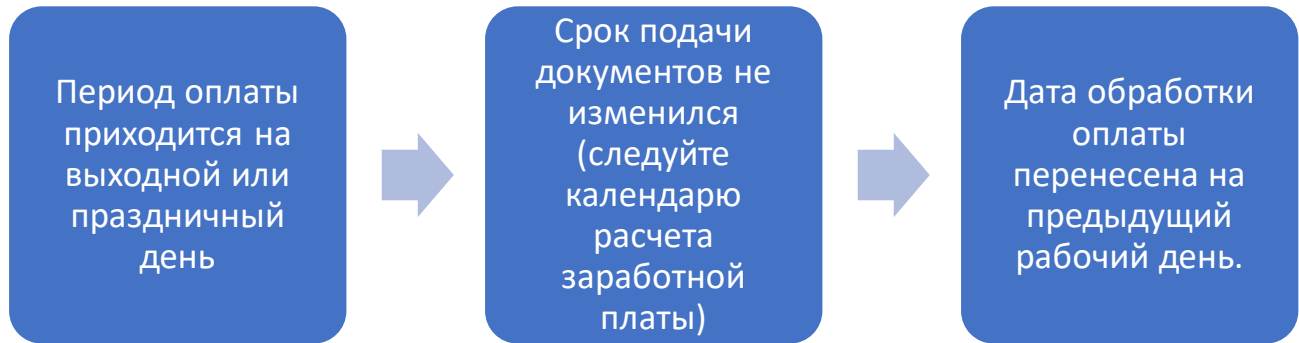 Период оплаты
приходится на
выходной или
праздничный
день
Срок подачи
документов не
изменился
(следуйте
календарю
расчета
заработной
платы)
Дата обработки
оплаты
перенесена на
предыдущий
рабочий день.